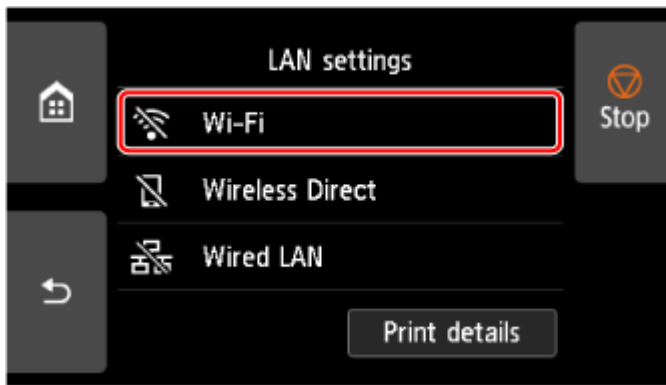 LAN settings
Wi-Fi
Stop
Wireless Direct
Wired LAN
Print details